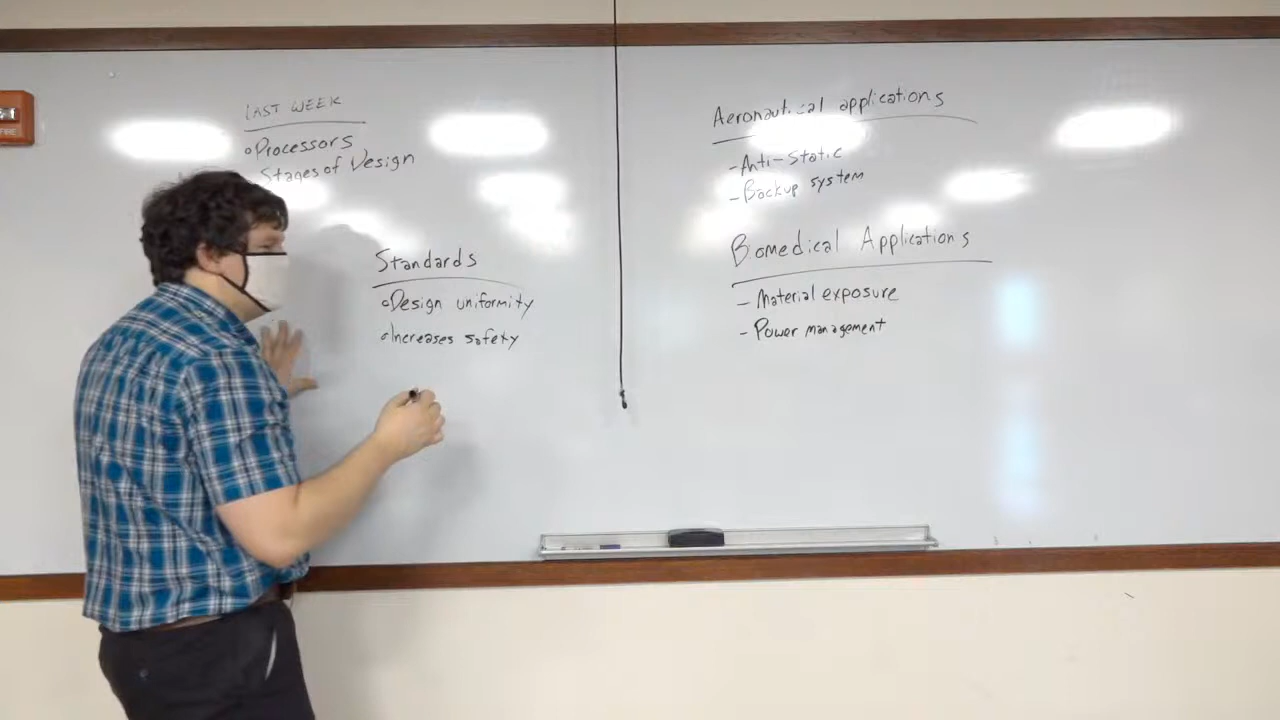 LAST WEEK
Processors
Stages of Design
Standards
Design uniformity
Increases safety
Aeronautical applications
- Anti-static
- Backup system
Biomedical Applications
- Material exposure
- Power management
FIRE